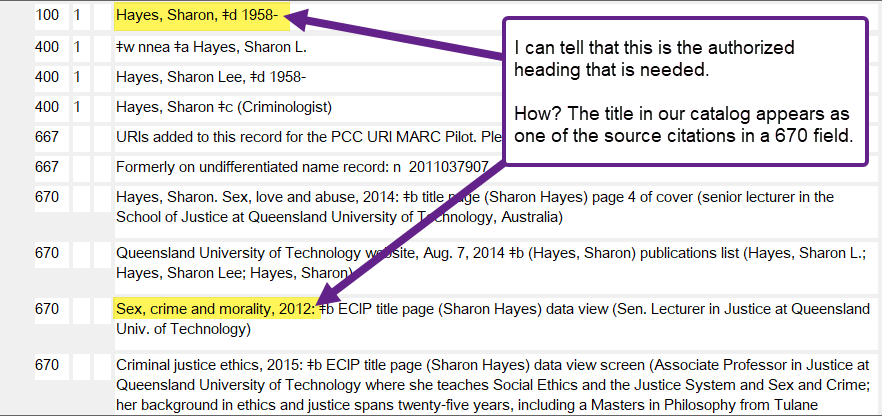 100 1 Hayes, Sharon, ǂd 1958-
400 1 ǂw nnea ǂa Hayes, Sharon L.
400 1 Hayes, Sharon Lee, ǂd 1958-
400 1 Hayes, Sharon ǂc (Criminologist)
667 URIs added to this record for the PCC URI MARC Pilot. Ple
667 Formerly on undifferentiated name record: n 2011037907
I can tell that this is the authorized
heading that is needed.
How? The title in our catalog appears as
one of the source citations in a 670 field.
670 Hayes, Sharon. Sex, love and abuse, 2014: ǂb title page (Sharon Hayes) page 4 of cover (senior lecturer in the
School of Justice at Queensland University of Technology, Australia)
670 Queensland University of Technology website, Aug. 7, 2014 ǂb (Hayes, Sharon) publications list (Hayes, Sharon L.;
Hayes, Sharon Lee; Hayes, Sharon)
670 Sex, crime and morality, 2012: ǂb ECIP title page (Sharon Hayes) data view (Sen. Lecturer in Justice at Queensland
Univ. of Technology)
670 Criminal justice ethics, 2015: ǂb ECIP title page (Sharon Hayes) data view screen (Associate Professor in Justice at
Queensland University of Technology where she teaches Social Ethics and the Justice System and Sex and Crime;
her background in ethics and justice spans twenty-five years, including a Masters in Philosophy from Tulane